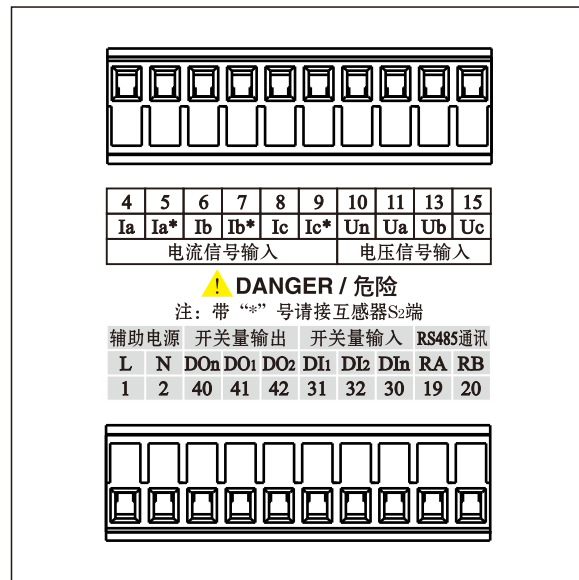 4 5 6 7 8 9 10 11 13 15
Ia Ia* Ib Ib* Ic Ic* Un Ua Ub Uc
电流信号输入 电压信号输入
DANGER / 危险
注：带“*”号请接互感器S2端
辅助电源 开关量输出 开关量输入 RS485通讯
L N DOn DO1 DO2 DI1 DI2 DIn RA RB
1 2 40 41 42 31 32 30 19 20